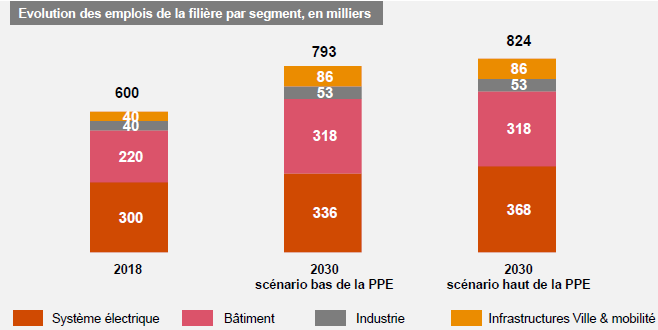 Evolution des emplois de la filière par segment, en milliers
600
793
824
40
40
220
300
86
53
318
336
86
53
318
368
2018
2030
scénario bas de la PPE
2030
scénario haut de la PPE
Système électrique
Bâtiment
Industrie
Infrastructures Ville & mobilité